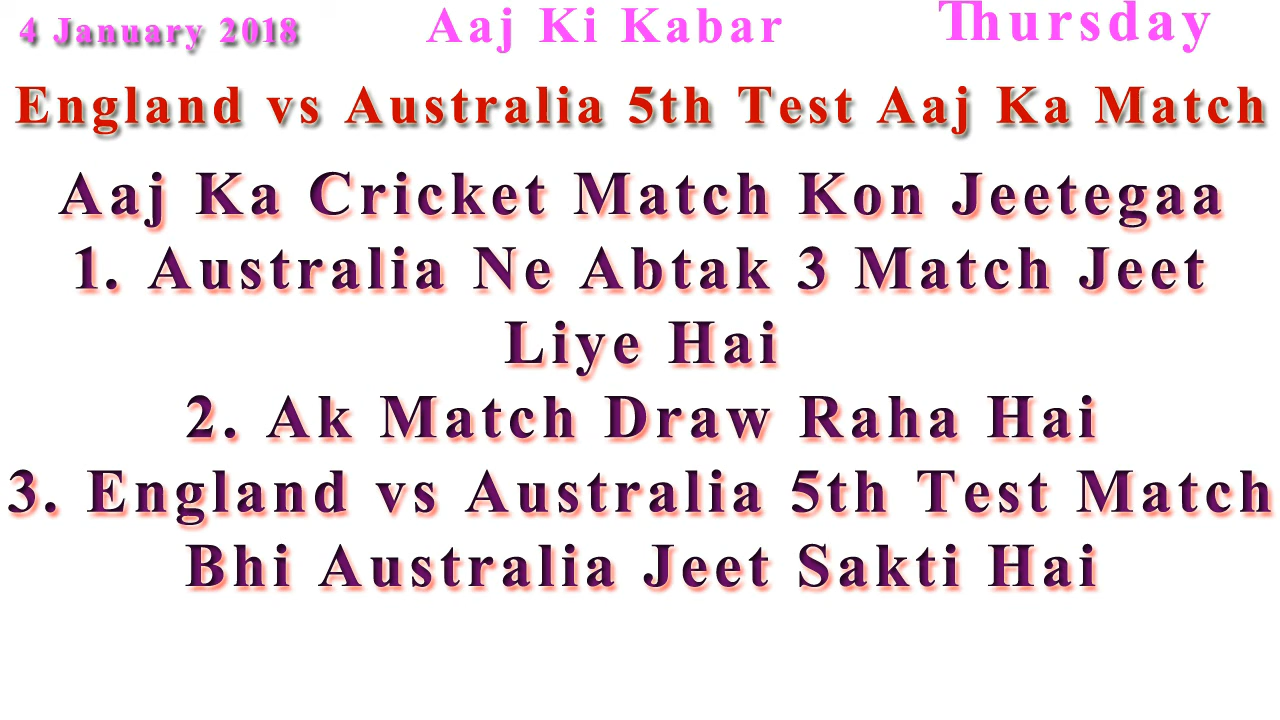 4 January 2018 Aaj Ki Kabar Thursday
England vs Australia 5th Test Aaj Ka Match
Aaj Ka Cricket Match Kon Jeetegaa
1. Australia Ne Abtak 3 Match Jeet
Liye Hai
2. Ak Match Draw Raha Hai
3. England vs Australia 5th Test Match
Bhi Australia Jeet Sakti Hai